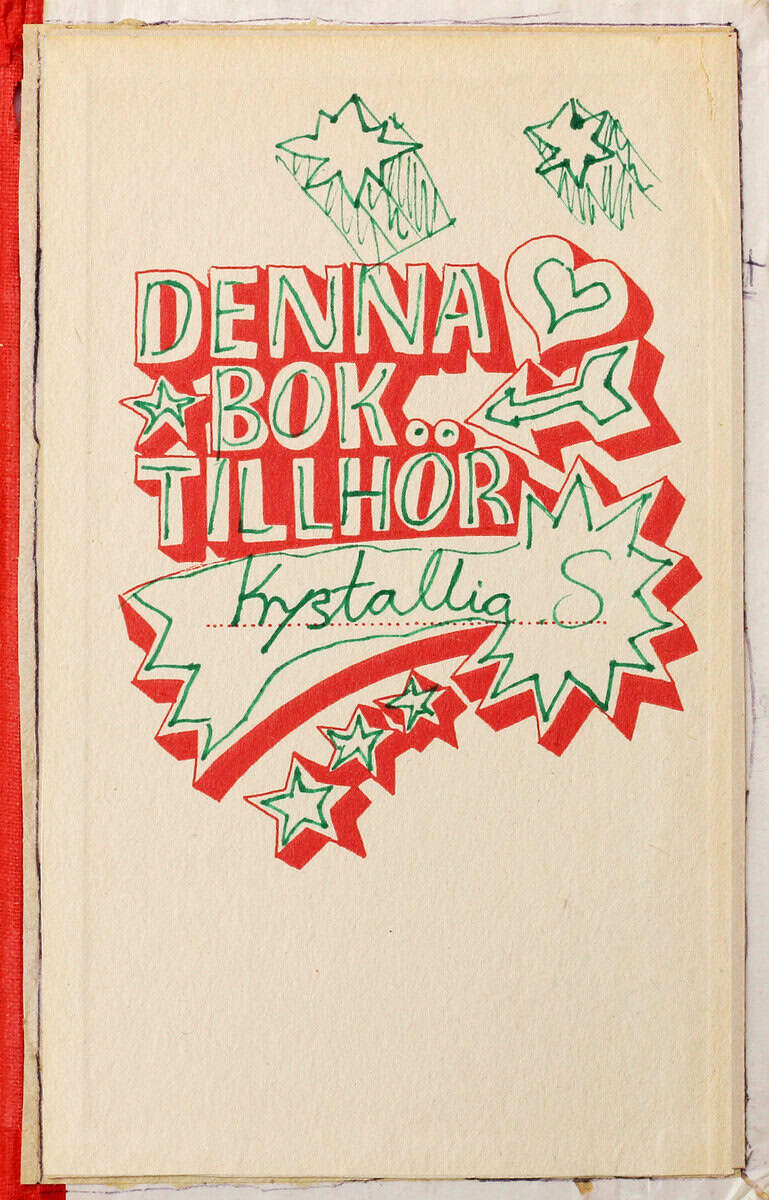 DENNA
BOK
TILLHÖR
Krystallia .S